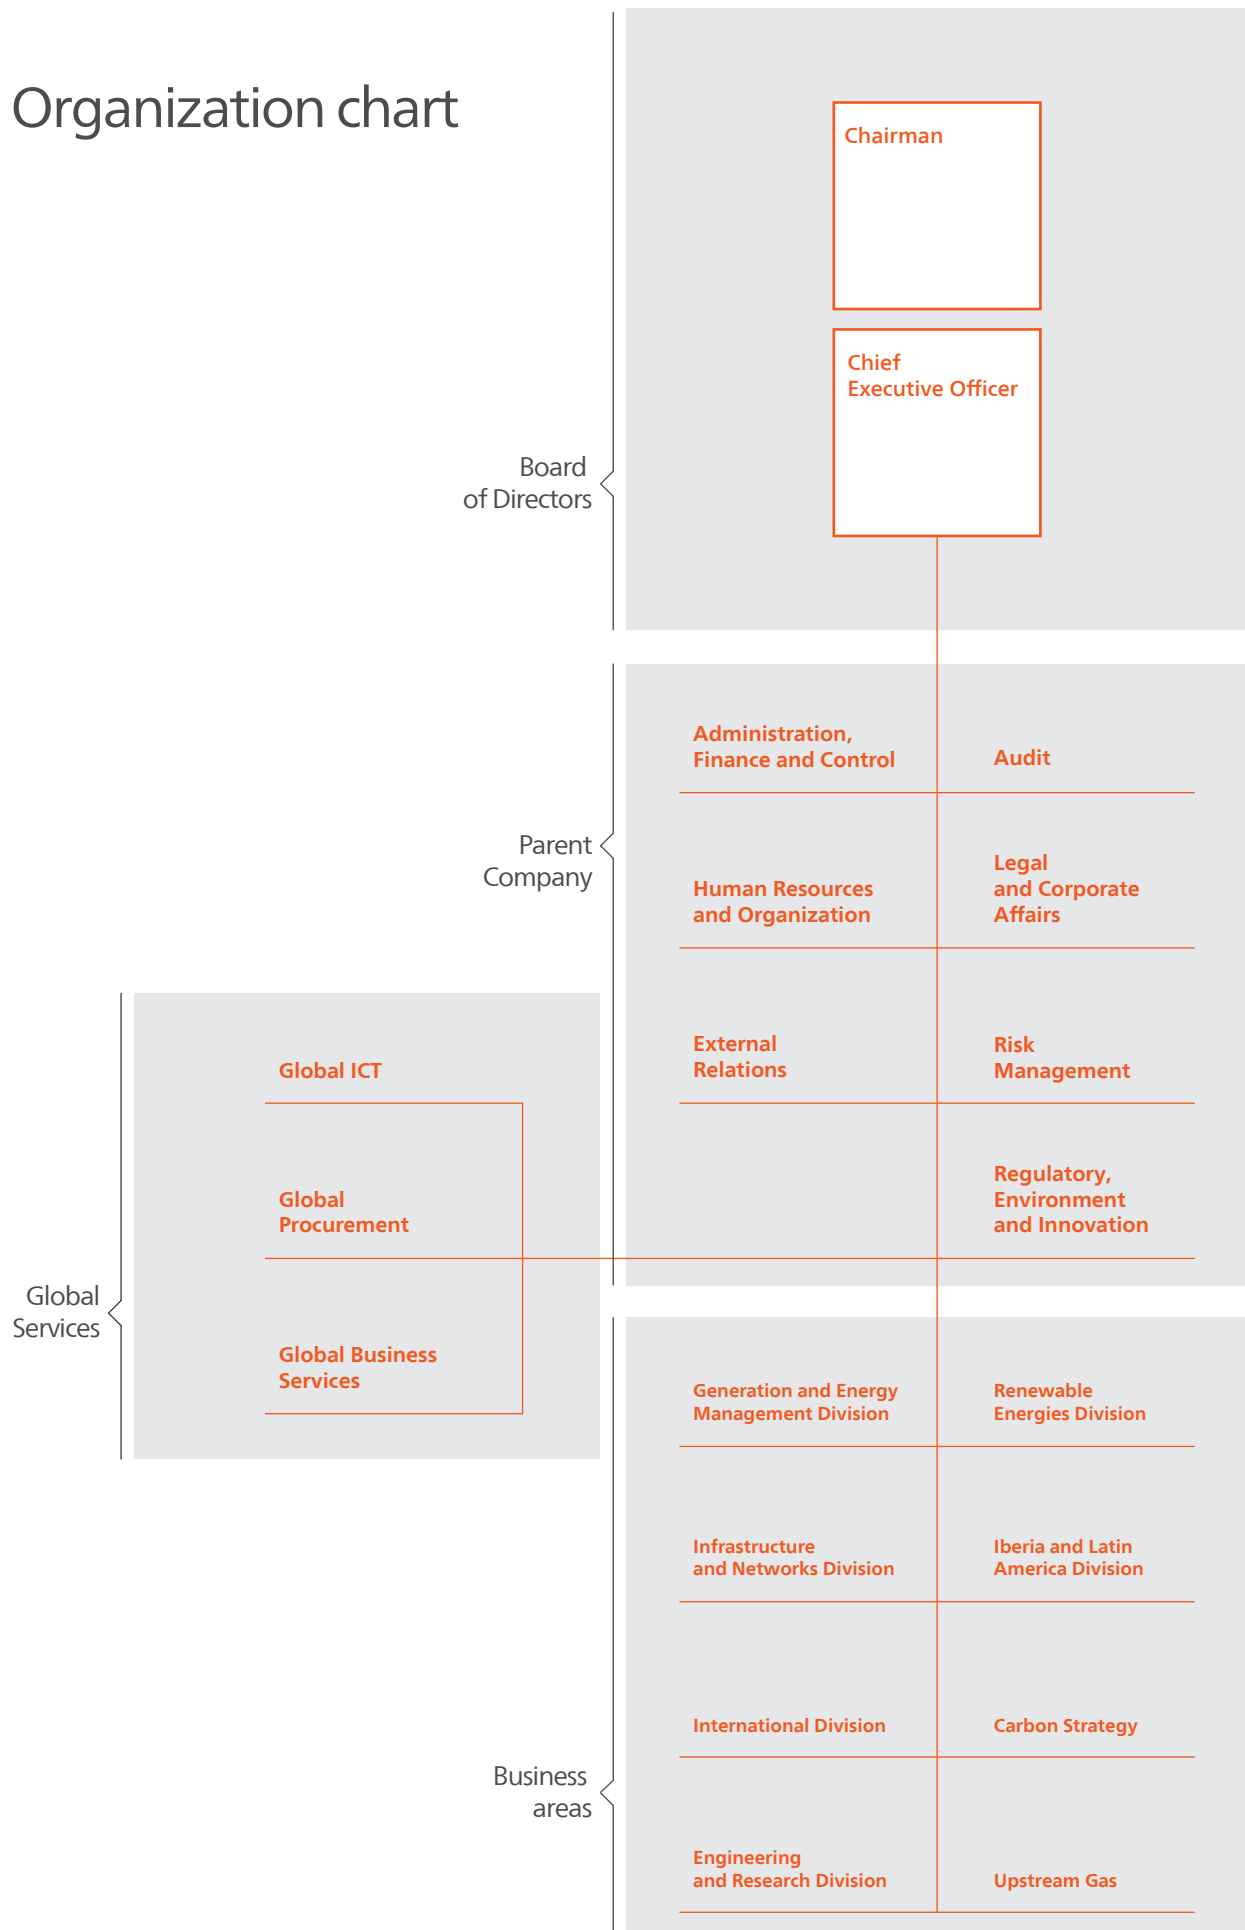 Organization chart
Chairman
Chief
Executive Officer
Board
of Directors
Administration,
Finance and Control
Audit
Parent
Company
Human Resources
and Organization
Legal
and Corporate
Affairs
External
Relations
Risk
Management
Regulatory,
Environment
and Innovation
Global ICT
Global
Procurement
Global
Services
Global Business
Services
Generation and Energy
Management Division
Renewable
Energies Division
Infrastructure
and Networks Division
Iberia and Latin
America Division
International Division
Carbon Strategy
Business
areas
Engineering
and Research Division
Upstream Gas